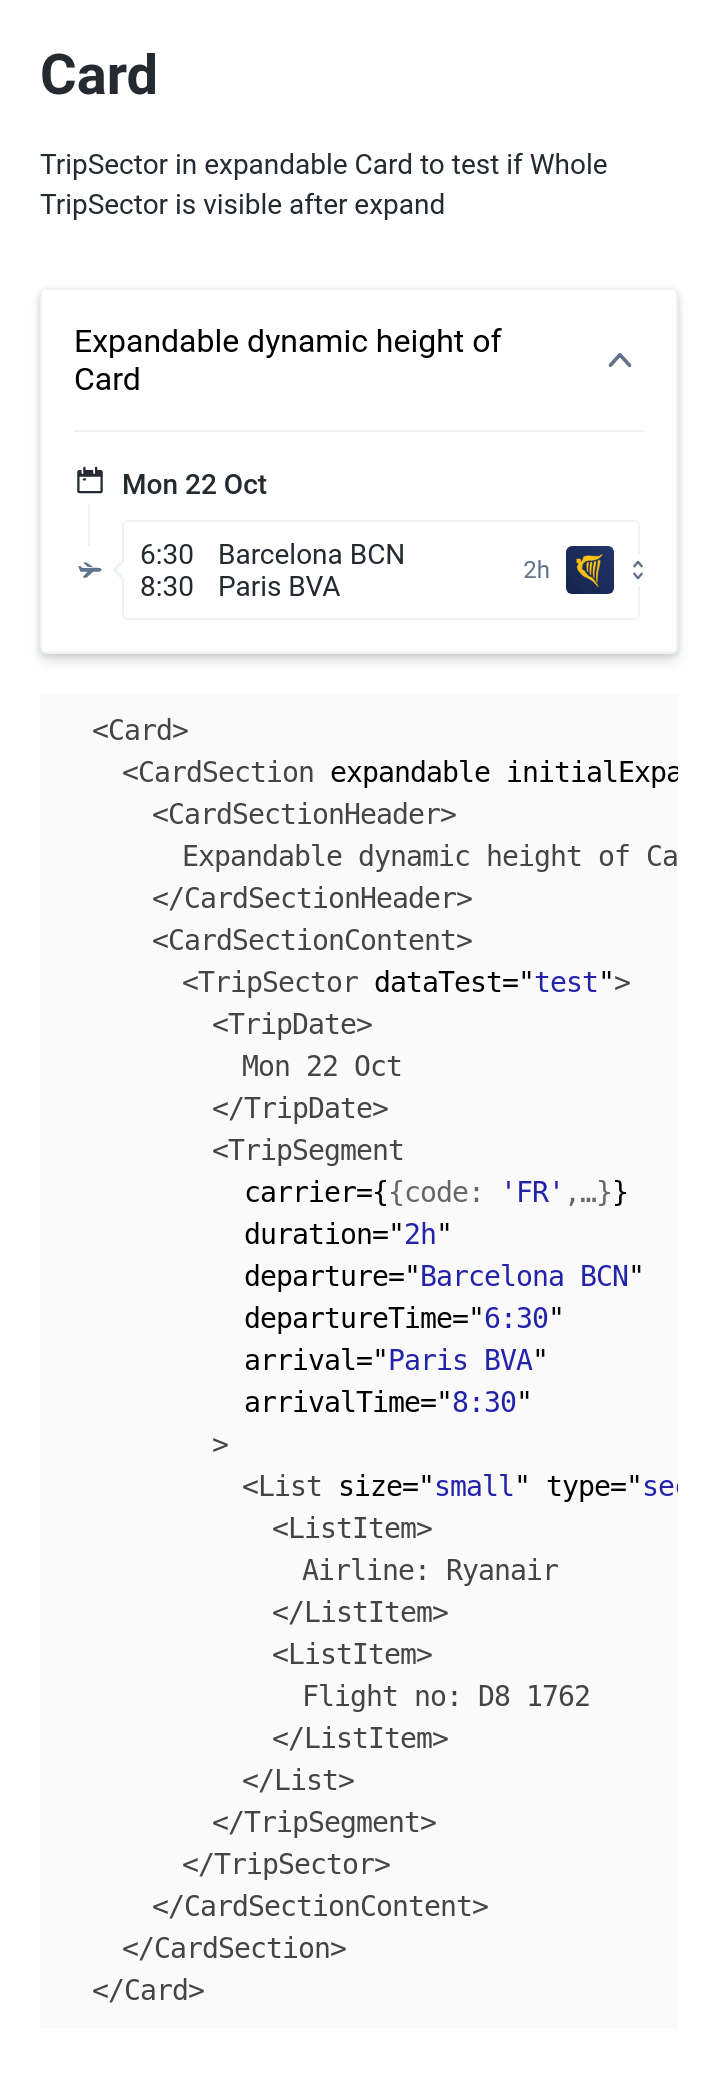 Card
TripSector in expandable Card to test if Whole
TripSector is visible after expand
Expandable dynamic height of
Card
Mon 22 Oct
6:30 Barcelona BCN
8:30 Paris BVA
2h
<Card>
<CardSection expandable initialExpa
<CardSectionHeader>
Expandable dynamic height of Ca
</CardSectionHeader>
<CardSectionContent>
<TripSector dataTest="test">
<TripDate>
Mon 22 Oct
</TripDate>
<TripSegment
carrier={{code: 'FR',…}}
duration="2h"
departure="Barcelona BCN"
departureTime="6:30"
arrival="Paris BVA"
arrivalTime="8:30"
>
<List size="small" type="sec
<ListItem>
Airline: Ryanair
</ListItem>
<ListItem>
Flight no: D8 1762
</ListItem>
</List>
</TripSegment>
</TripSector>
</CardSectionContent>
</CardSection>
</Card>